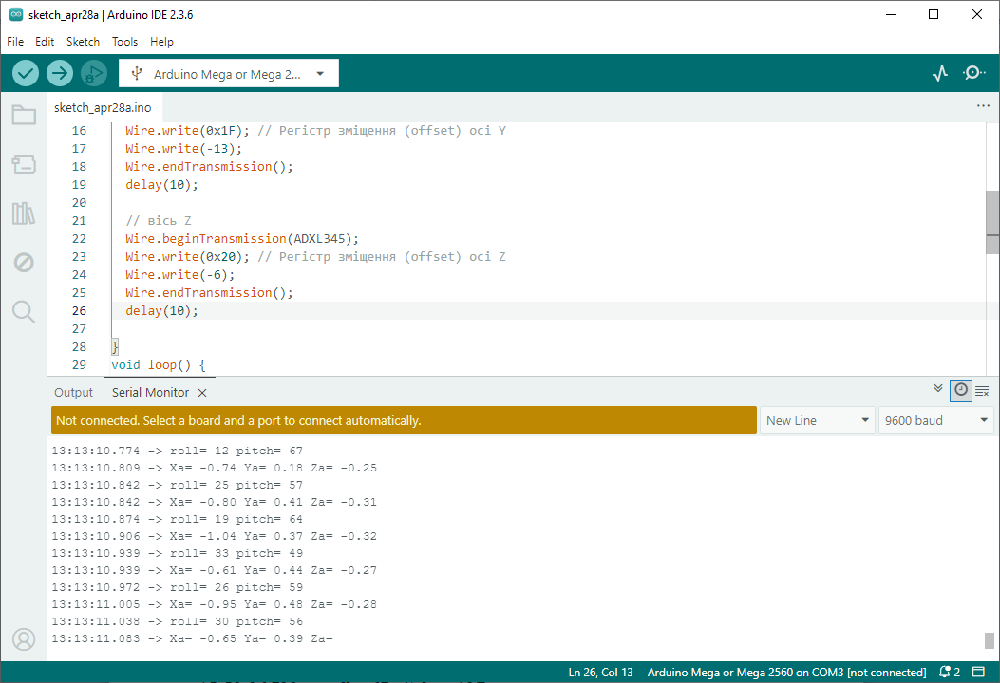 sketch_apr28a | Arduino IDE 2.3.6
File Edit Sketch Tools Help
Arduino Mega or Mega 2...
sketch_apr28a.ino
16 Wire.write(0x1F); // Регістр зміщення (offset) осі Y
17 Wire.write(-13);
18 Wire.endTransmission();
19 delay(10);
20
21 // вісь Z
22 Wire.beginTransmission(ADXL345);
23 Wire.write(0x20); // Регістр зміщення (offset) осі Z
24 Wire.write(-6);
25 Wire.endTransmission();
26 delay(10);
27
28 }
29 void loop() {
Output Serial Monitor
Not connected. Select a board and a port to connect automatically.
New Line
9600 baud
13:13:10.774 -> roll= 12 pitch= 67
13:13:10.809 -> Xa= -0.74 Ya= 0.18 Za= -0.25
13:13:10.842 -> roll= 25 pitch= 57
13:13:10.842 -> Xa= -0.80 Ya= 0.41 Za= -0.31
13:13:10.874 -> roll= 19 pitch= 64
13:13:10.906 -> Xa= -1.04 Ya= 0.37 Za= -0.32
13:13:10.939 -> roll= 33 pitch= 49
13:13:10.939 -> Xa= -0.61 Ya= 0.44 Za= -0.27
13:13:10.972 -> roll= 26 pitch= 59
13:13:11.005 -> Xa= -0.95 Ya= 0.48 Za= -0.28
13:13:11.038 -> roll= 30 pitch= 56
13:13:11.083 -> Xa= -0.65 Ya= 0.39 Za=
Ln 26, Col 13 Arduino Mega or Mega 2560 on COM3 [not connected] 2